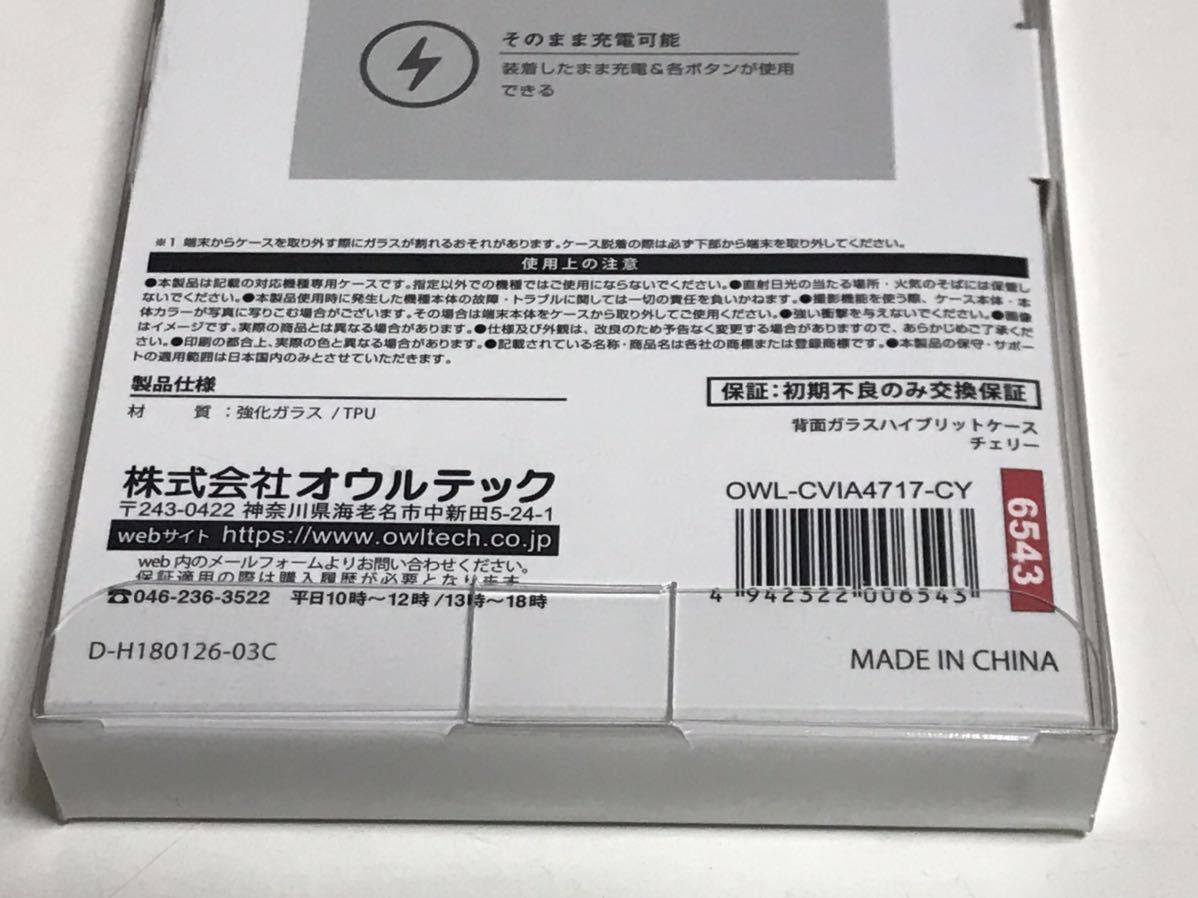 そのまま充電可能
装着したまま充電&各ボタンが使用
できる
※1 端末からケースを取り外す際にガラスが割れるおそれがあります。ケース脱着の際は必ず下部から端末を取り外してください。
使用上の注意
●本製品は記載の対応機種専用ケースです。指定以外での機種ではご使用にならないでください。●直射日光の当たる場所・火気のそばには保管し
ないでください。●本製品使用時に発生した機種本体の故障・トラブルに関しては一切の責任を負いかねます。●撮影機能を使う際、ケース本体・本
体カラーが写真に写りこむ場合がございます。その場合は端末本体をケースから取り外してご使用ください。●強い衝撃を与えないでください。●画像
はイメージです。実際の商品とは異なる場合があります。●仕様及び外観は、改良のため予告なく変更する場合がありますので、あらかじめご了承くだ
さい。●印刷の都合上、実際の色と異なる場合があります。●記載されている名称・商品名は各社の商標または登録商標です。●本製品の保守・サポー
トの適用範囲は日本国内のみとさせていただきます。
製品仕様
材 質:強化ガラス /TPU
保証:初期不良のみ交換保証
背面ガラスハイブリットケース
チェリー
株式会社オウルテック
〒243-0422 神奈川県海老名市中新田5-24-1
webサイト https://www.owltech.co.jp
web 内のメールフォームよりお問い合わせください。
保証適用の際は購入履歴が必要となります。
☎046-236-3522 平日10時～12時 /13時～18時
OWL-CVIA4717-CY
6543
4 942322 006543
D-H180126-03C
MADE IN CHINA